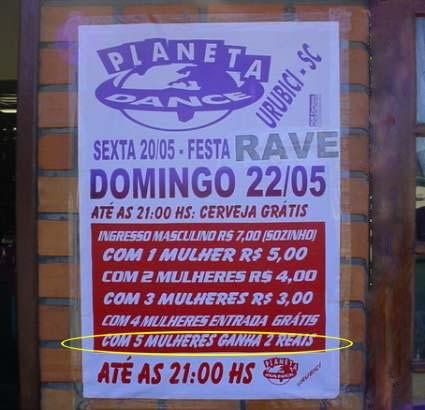 PLANETA
DANCE
URUBICI - SC
SEXTA 20/05 - FESTA RAVE
DOMINGO 22/05
ATÉ AS 21:00 HS: CERVEJA GRÁTIS
INGRESSO MASCULINO R$ 7,00 (SOZINHO)
COM 1 MULHER R$ 5,00
COM 2 MULHERES R$ 4,00
COM 3 MULHERES R$ 3,00
COM 4 MULHERES ENTRADA GRÁTIS
COM 5 MULHERES GANHA 2 REAIS
ATÉ AS 21:00 HS
PLANETA
DANCE
URUBICI